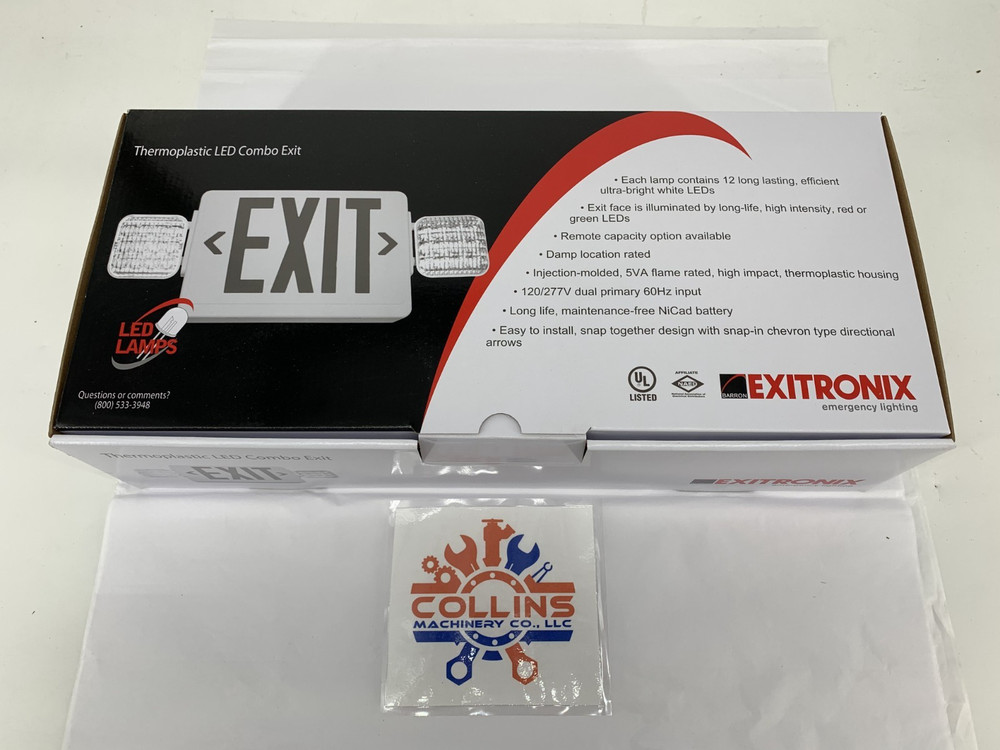 Thermoplastic LED Combo Exit
EXIT
LED
LAMPS
Questions or comments?
(800) 533-3948
• Each lamp contains 12 long lasting, efficient
ultra-bright white LEDs
• Exit face is illuminated by long-life, high intensity, red or
green LEDs
• Remote capacity option available
• Damp location rated
• Injection-molded, 5VA flame rated, high impact, thermoplastic housing
• 120/277V dual primary 60Hz input
• Long life, maintenance-free NiCad battery
• Easy to install, snap together design with snap-in chevron type directional
arrows
UL
LISTED
AFFILIATE
NAED
BARRON
EXITRONIX
emergency lighting
Thermoplastic LED Combo Exit
EXIT
EXITRONIX
COLLINS
MACHINERY CO., LLC